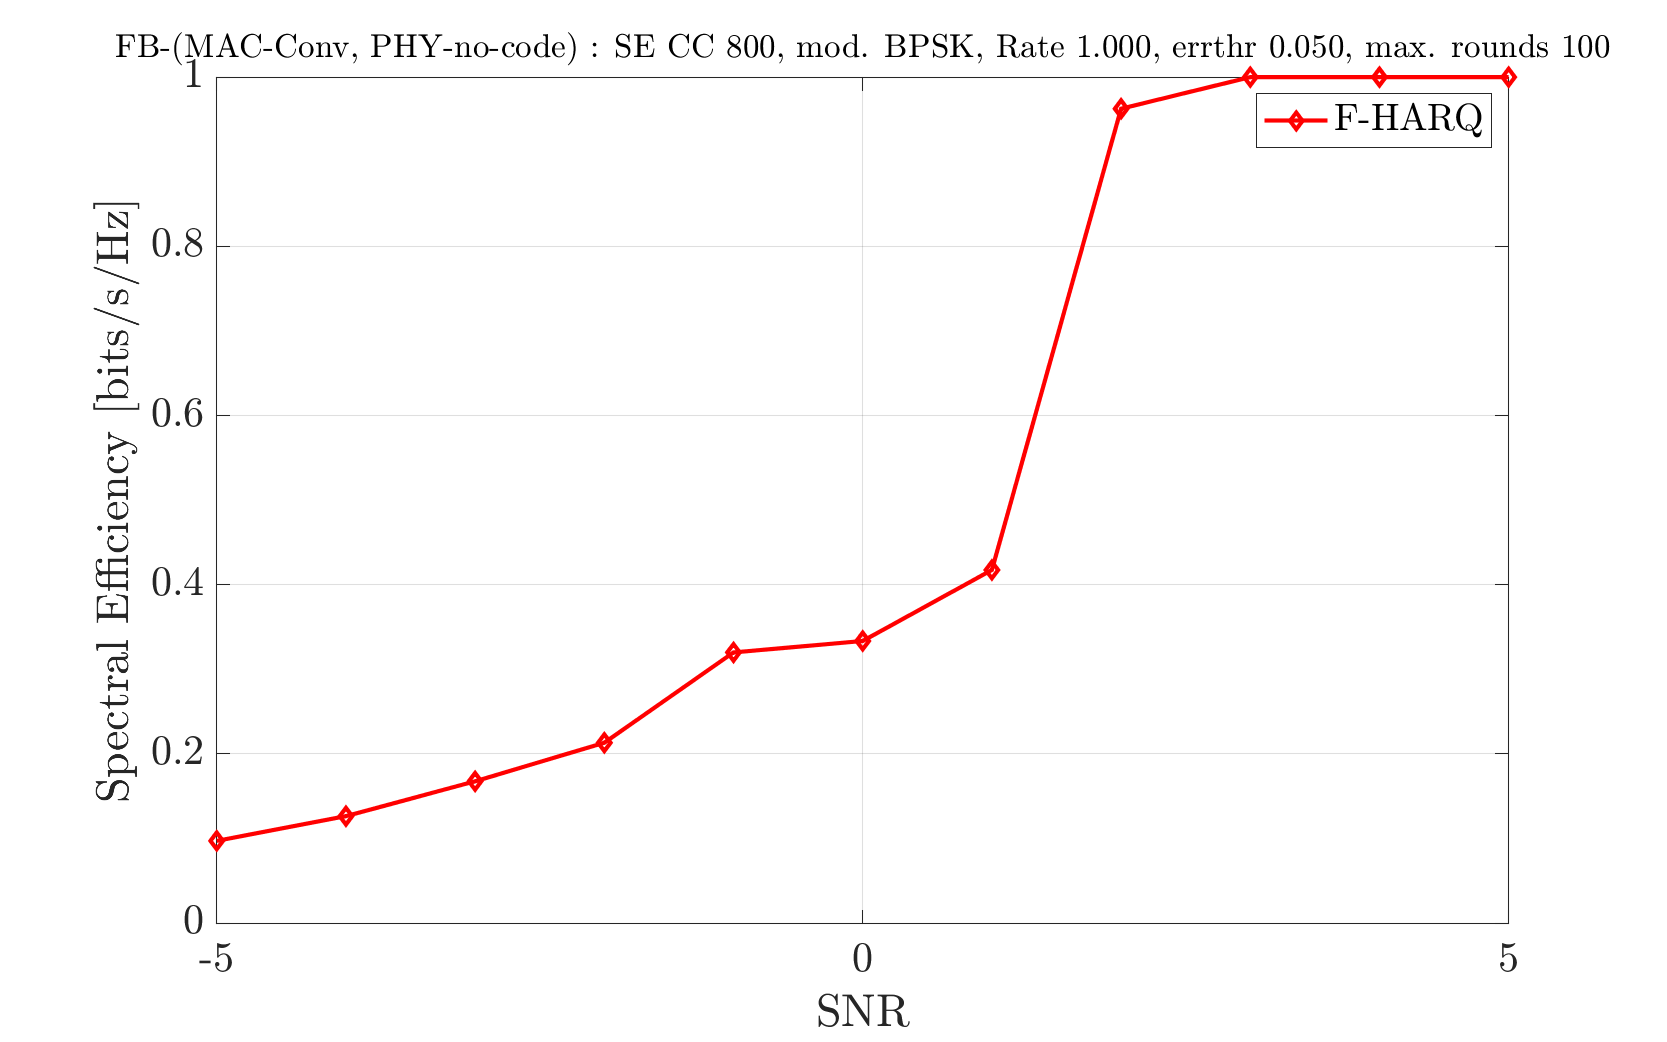 FB-(MAC-Conv, PHY-no-code) : SE CC 800, mod. BPSK, Rate 1.000, errthr 0.050, max. rounds 100
1
F-HARQ
0.8
0.6
0.4
0.2
0
Spectral Efficiency [bits/s/Hz]
-5
0
5
SNR